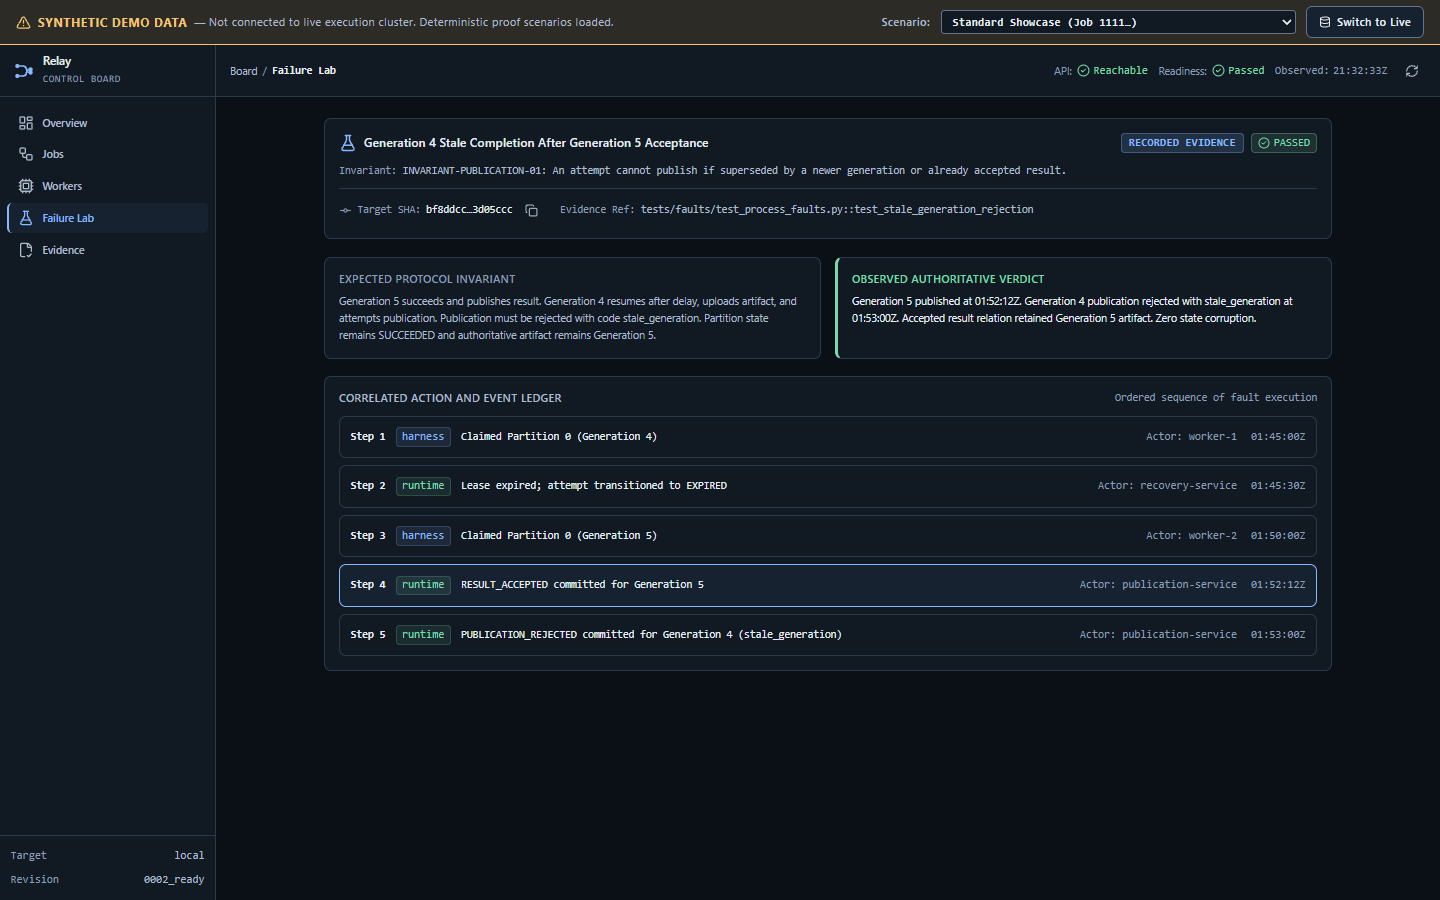 SYNTHETIC DEMO DATA — Not connected to live execution cluster. Deterministic proof scenarios loaded.
Scenario: Standard Showcase (Job 1111…) Switch to Live
Relay
CONTROL BOARD
Board / Failure Lab
API: Reachable Readiness: Passed Observed: 21:32:33Z
Overview
Jobs
Workers
Failure Lab
Evidence
Generation 4 Stale Completion After Generation 5 Acceptance
RECORDED EVIDENCE PASSED
Invariant: INVARIANT-PUBLICATION-01: An attempt cannot publish if superseded by a newer generation or already accepted result.
Target SHA: bf8ddcc…3d05ccc Evidence Ref: tests/faults/test_process_faults.py::test_stale_generation_rejection
EXPECTED PROTOCOL INVARIANT
Generation 5 succeeds and publishes result. Generation 4 resumes after delay, uploads artifact, and
attempts publication. Publication must be rejected with code stale_generation. Partition state
remains SUCCEEDED and authoritative artifact remains Generation 5.
OBSERVED AUTHORITATIVE VERDICT
Generation 5 published at 01:52:12Z. Generation 4 publication rejected with stale_generation at
01:53:00Z. Accepted result relation retained Generation 5 artifact. Zero state corruption.
CORRELATED ACTION AND EVENT LEDGER
Ordered sequence of fault execution
Step 1 harness Claimed Partition 0 (Generation 4) Actor: worker-1 01:45:00Z
Step 2 runtime Lease expired; attempt transitioned to EXPIRED Actor: recovery-service 01:45:30Z
Step 3 harness Claimed Partition 0 (Generation 5) Actor: worker-2 01:50:00Z
Step 4 runtime RESULT_ACCEPTED committed for Generation 5 Actor: publication-service 01:52:12Z
Step 5 runtime PUBLICATION_REJECTED committed for Generation 4 (stale_generation) Actor: publication-service 01:53:00Z
Target local
Revision 0002_ready